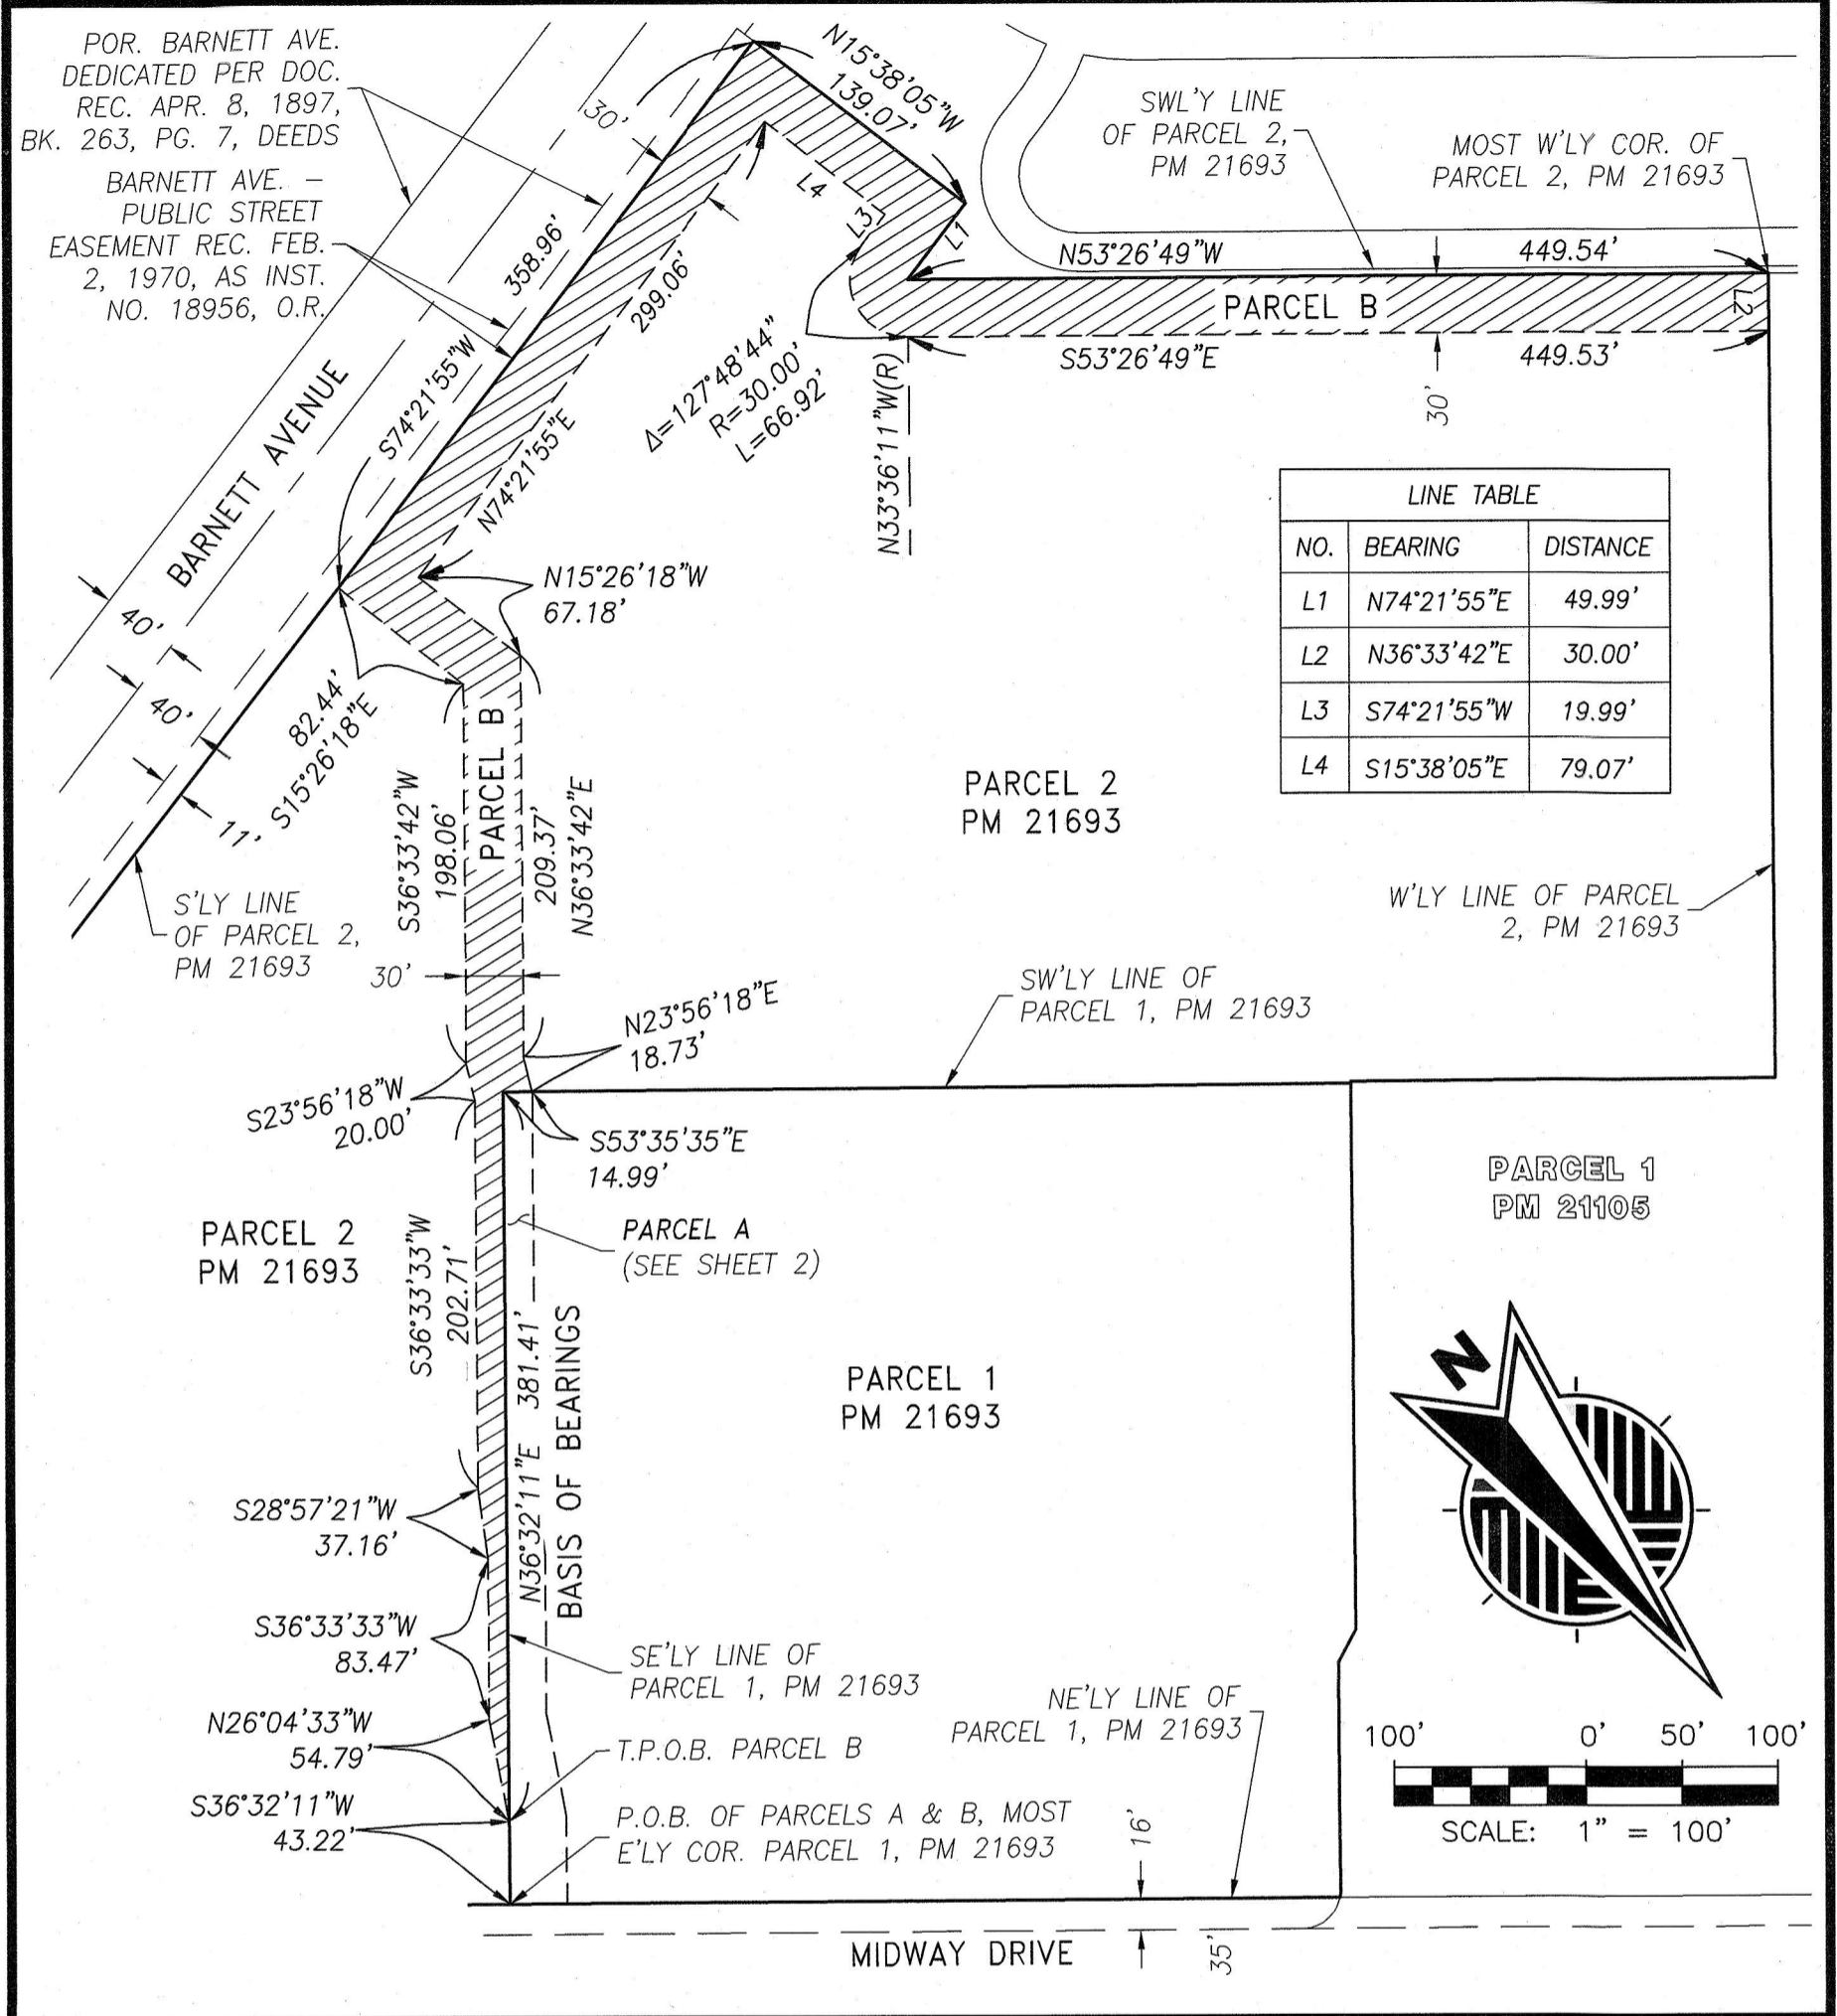 POR. BARNETT AVE.
DEDICATED PER DOC.
REC. APR. 8, 1897,
BK. 263, PG. 7, DEEDS
BARNETT AVE. –
PUBLIC STREET
EASEMENT REC. FEB.
2, 1970, AS INST.
NO. 18956, O.R.
30'
N15°38'05"W
139.07'
SWL'Y LINE
OF PARCEL 2,
PM 21693
MOST W'LY COR. OF
PARCEL 2, PM 21693
L4
L3
L1
N53°26'49"W
449.54'
PARCEL B
L2
S53°26'49"E
449.53'
30'
358.96'
S74°21'55"W
299.06'
N74°21'55"E
Δ=127°48'44"
R=30.00'
L=66.92'
N33°36'11"W(R)
BARNETT AVENUE
40'
40'
11'
N15°26'18"W
67.18'
82.44'
S15°26'18"E
LINE TABLE
NO. BEARING DISTANCE
L1 N74°21'55"E 49.99'
L2 N36°33'42"E 30.00'
L3 S74°21'55"W 19.99'
L4 S15°38'05"E 79.07'
S'LY LINE
OF PARCEL 2,
PM 21693
S36°33'42"W
198.06'
PARCEL B
209.37'
N36°33'42"E
30'
PARCEL 2
PM 21693
W'LY LINE OF PARCEL
2, PM 21693
SW'LY LINE OF
PARCEL 1, PM 21693
N23°56'18"E
18.73'
S23°56'18"W
20.00'
S53°35'35"E
14.99'
PARCEL A
(SEE SHEET 2)
PARCEL 2
PM 21693
S36°33'33"W
202.71'
N36°32'11"E 381.41'
BASIS OF BEARINGS
PARCEL 1
PM 21693
PARCEL 1
PM 21105
N
S28°57'21"W
37.16'
S36°33'33"W
83.47'
N26°04'33"W
54.79'
S36°32'11"W
43.22'
SE'LY LINE OF
PARCEL 1, PM 21693
NE'LY LINE OF
PARCEL 1, PM 21693
T.P.O.B. PARCEL B
P.O.B. OF PARCELS A & B, MOST
E'LY COR. PARCEL 1, PM 21693
16'
35'
MIDWAY DRIVE
100' 0' 50' 100'
SCALE: 1" = 100'